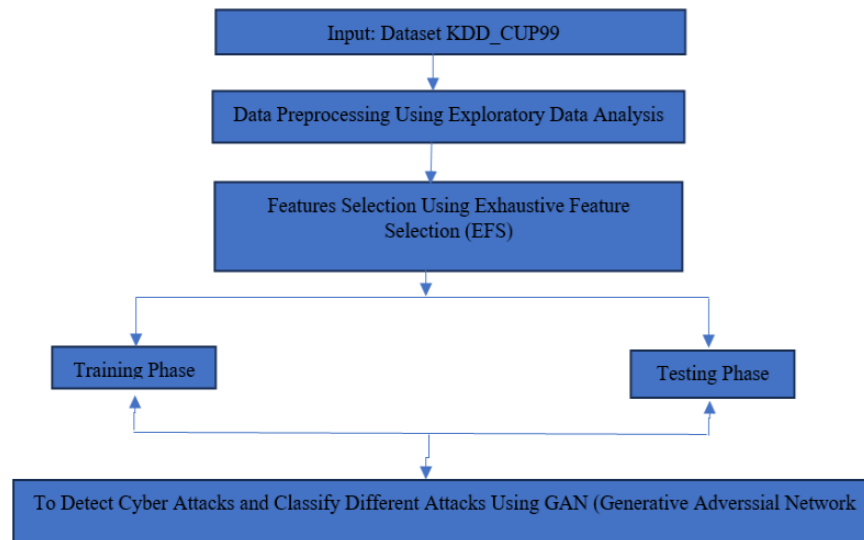 Input: Dataset KDD_CUP99
Data Preprocessing Using Exploratory Data Analysis
Features Selection Using Exhaustive Feature
Selection (EFS)
Training Phase
Testing Phase
To Detect Cyber Attacks and Classify Different Attacks Using GAN (Generative Adverssial Network